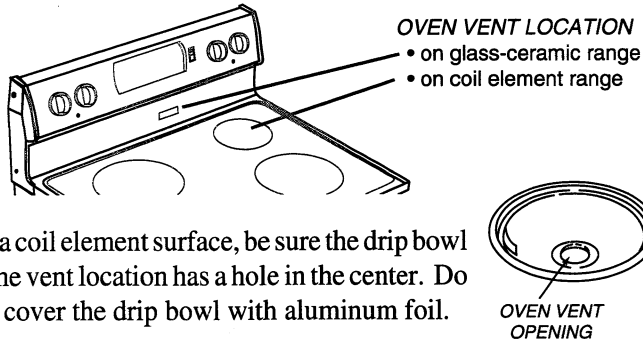 OVEN VENT LOCATION
• on glass-ceramic range
• on coil element range
a coil element surface, be sure the drip bowl
vent location has a hole in the center. Do
cover the drip bowl with aluminum foil.
OVEN VENT
OPENING